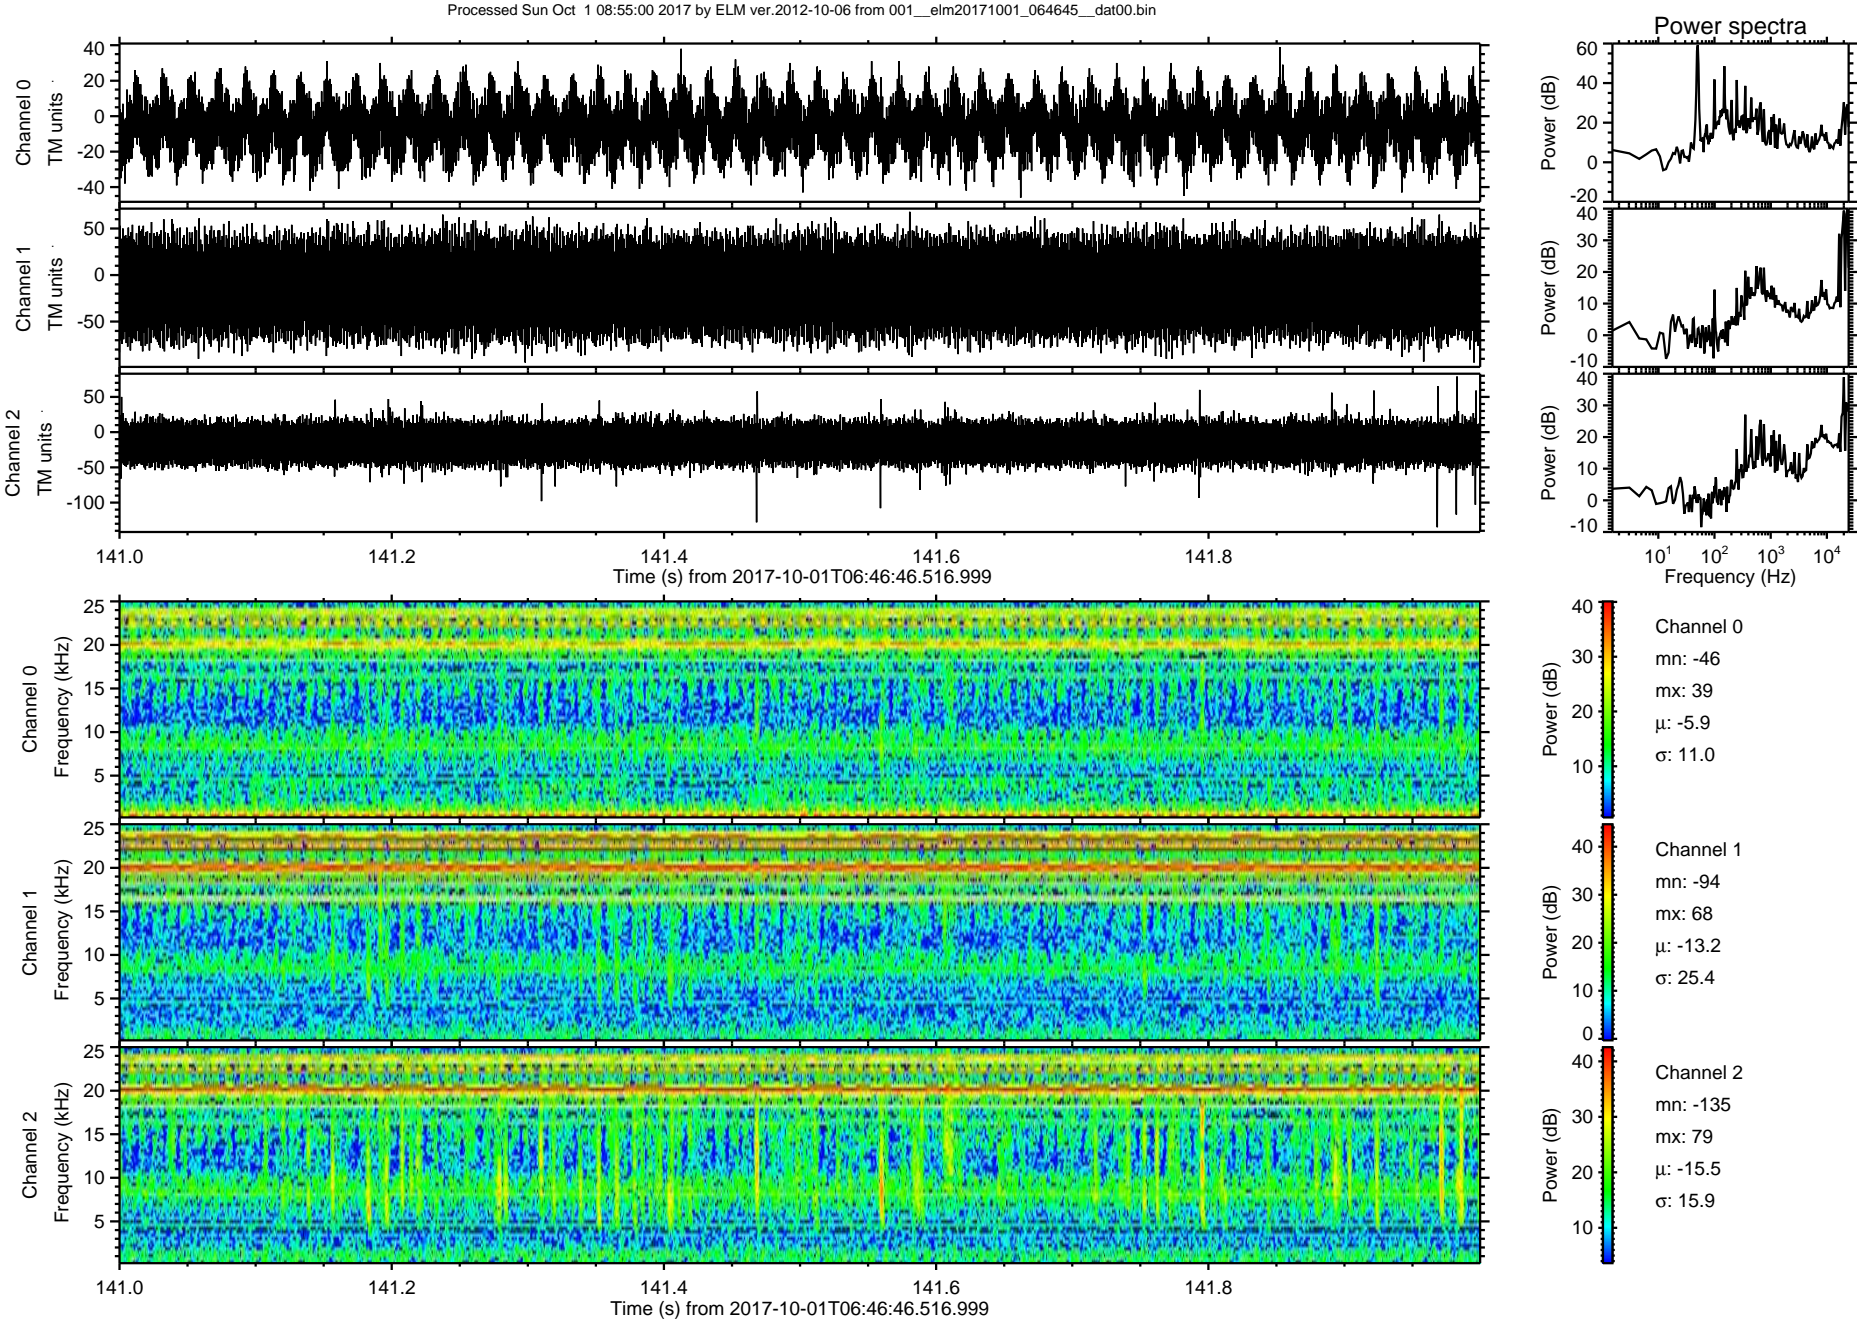 Processed Sun Oct  1 08:55:00 2017 by ELM ver.2012-10-06 from 001__elm20171001_064645__dat00.bin
Power spectra
Channel 0
TM units
40
20
0
-20
-40
Power (dB)
60
40
20
0
-20
Channel 1
TM units
50
0
-50
Power (dB)
40
30
20
10
0
-10
Channel 2
TM units
50
0
-50
-100
Power (dB)
40
30
20
10
0
-10
141.0 141.2 141.4 141.6 141.8
Time (s) from 2017-10-01T06:46:46.516.999
10¹ 10² 10³ 10⁴
Frequency (Hz)
Channel 0
Frequency (kHz)
25
20
15
10
5
Power (dB)
40
30
20
10
Channel 0
mn: -46
mx: 39
μ: -5.9
σ: 11.0
Channel 1
Frequency (kHz)
25
20
15
10
5
Power (dB)
40
30
20
10
0
Channel 1
mn: -94
mx: 68
μ: -13.2
σ: 25.4
Channel 2
Frequency (kHz)
25
20
15
10
5
Power (dB)
40
30
20
10
Channel 2
mn: -135
mx: 79
μ: -15.5
σ: 15.9
141.0 141.2 141.4 141.6 141.8
Time (s) from 2017-10-01T06:46:46.516.999